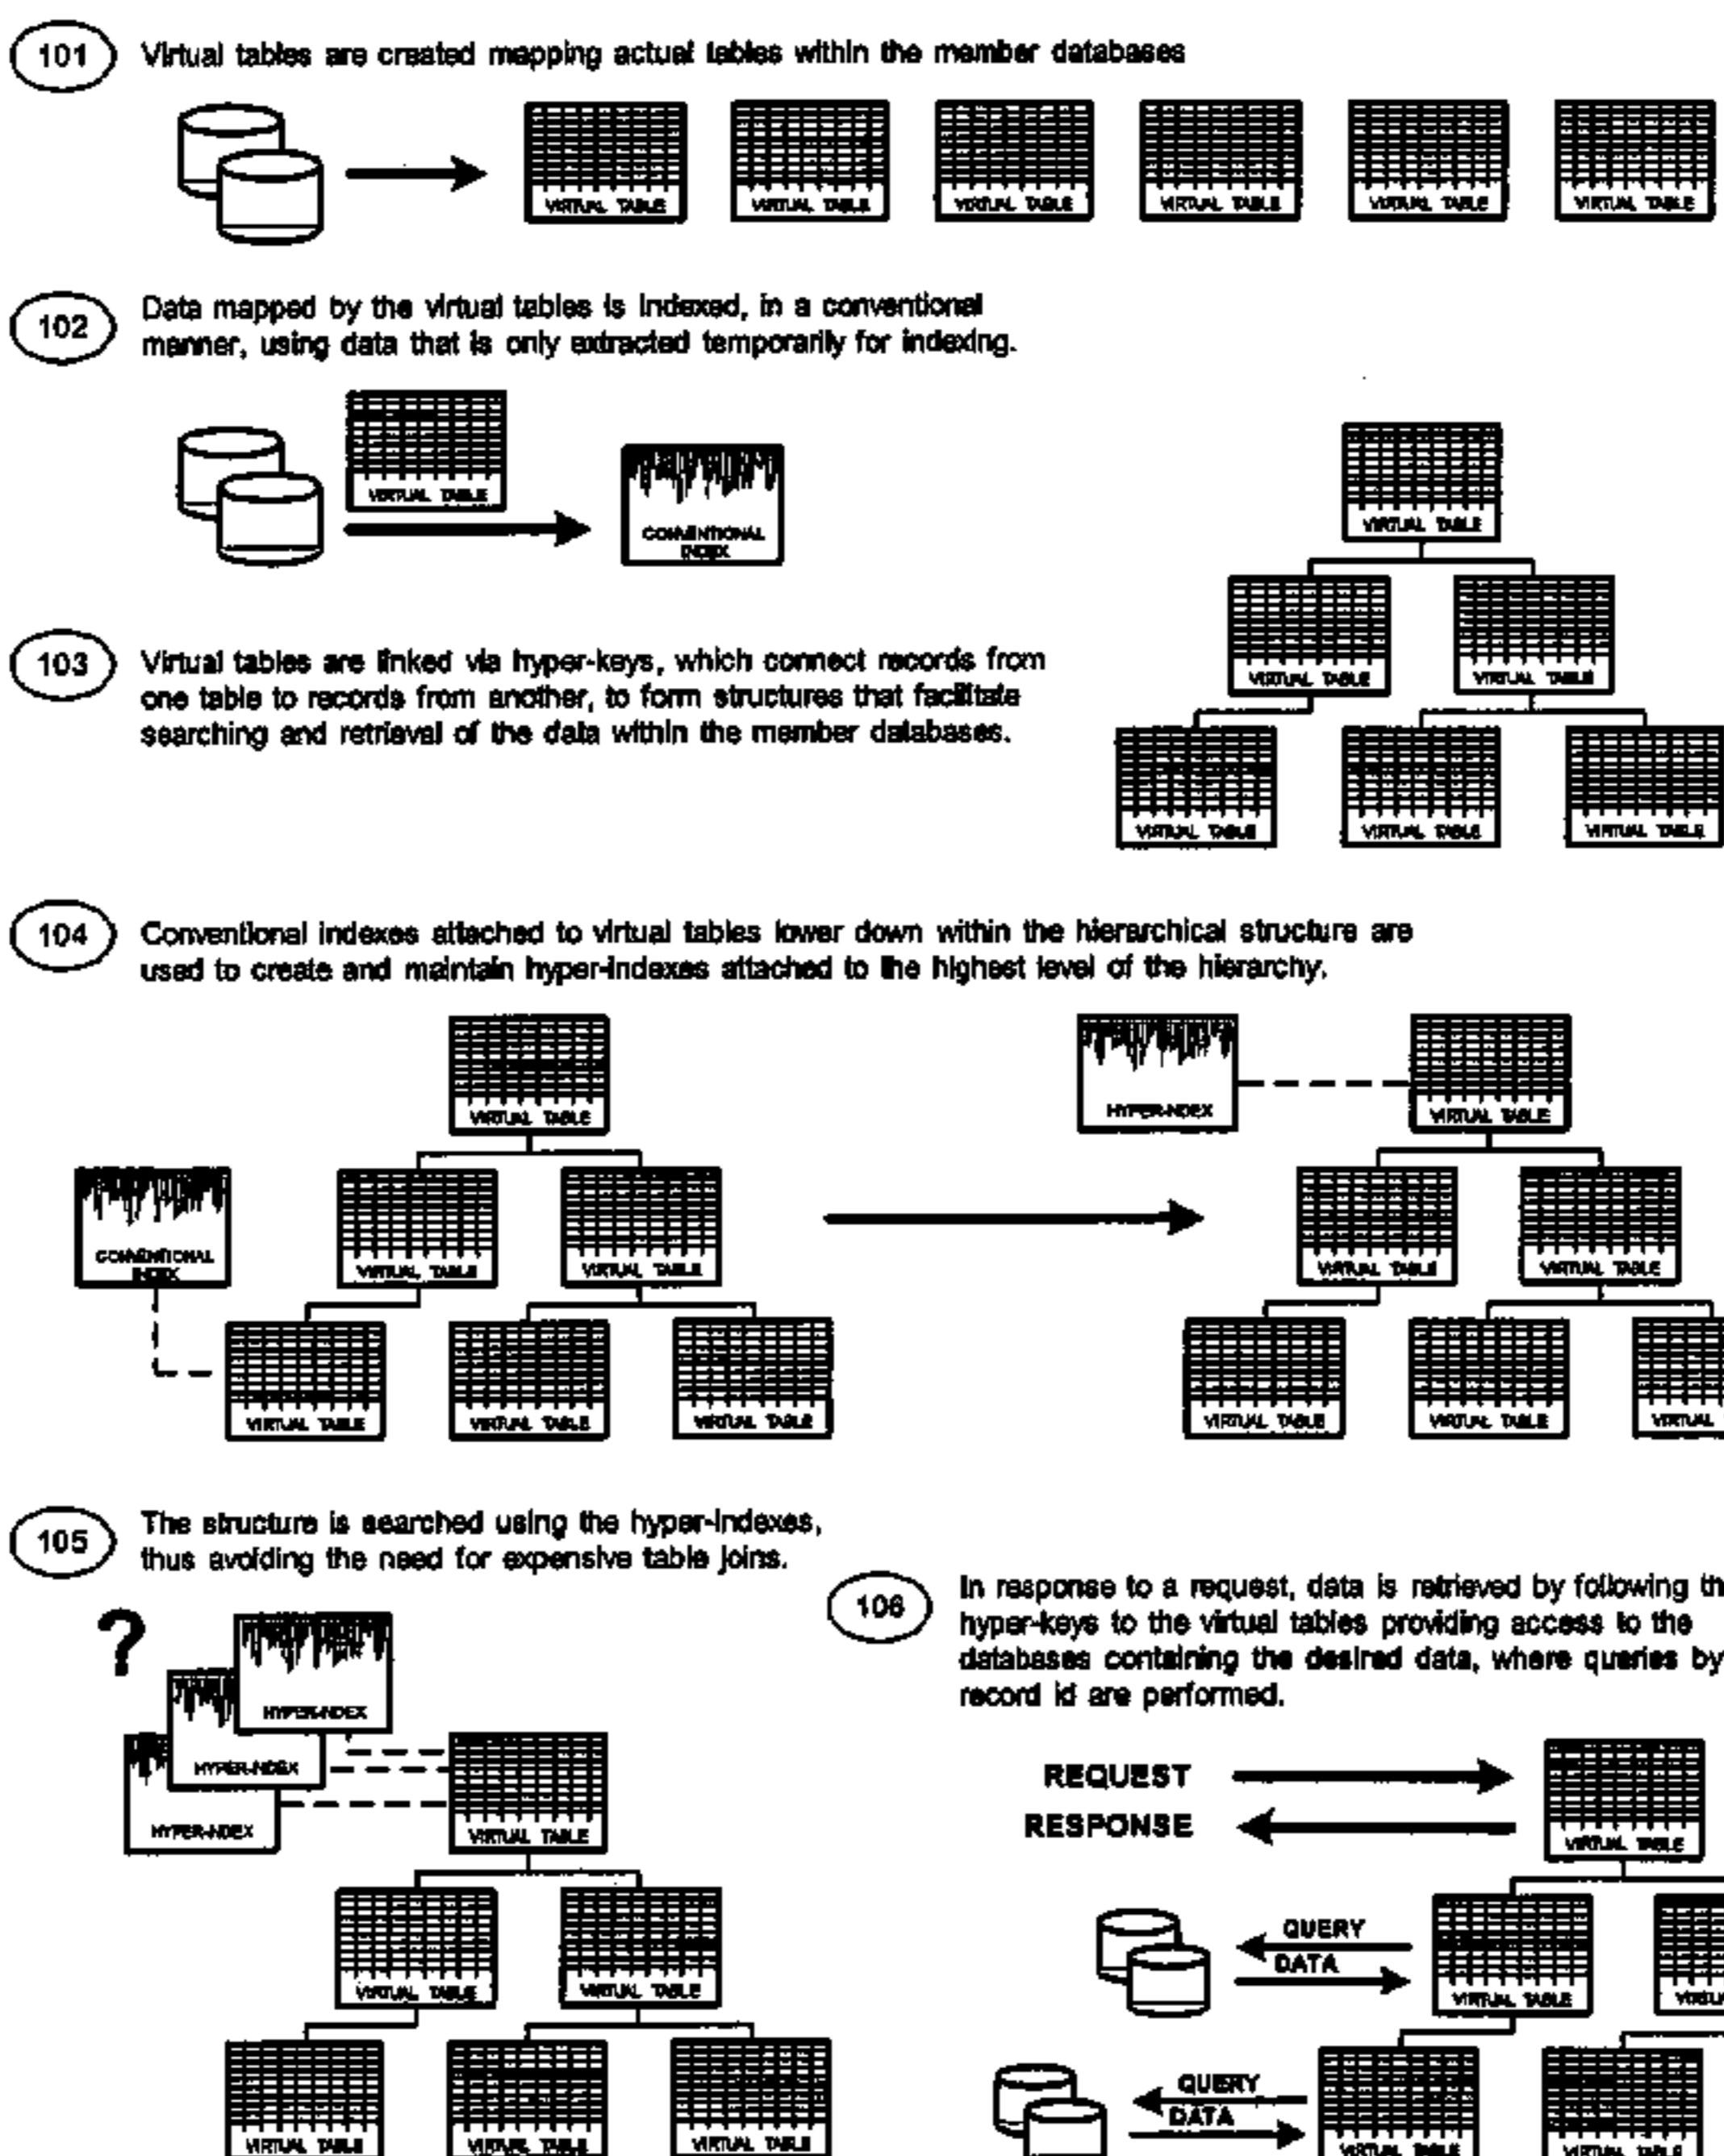 101
Virtual tables are created mapping actual tables within the member databases
VIRTUAL TABLE
VIRTUAL TABLE
VIRTUAL TABLE
VIRTUAL TABLE
VIRTUAL TABLE
VIRTUAL TABLE
102
Data mapped by the virtual tables is indexed, in a conventional
manner, using data that is only extracted temporarily for indexing.
VIRTUAL TABLE
CONVENTIONAL
INDEX
VIRTUAL TABLE
VIRTUAL TABLE
VIRTUAL TABLE
VIRTUAL TABLE
VIRTUAL TABLE
VIRTUAL TABLE
103
Virtual tables are linked via hyper-keys, which connect records from
one table to records from another, to form structures that facilitate
searching and retrieval of the data within the member databases.
104
Conventional indexes attached to virtual tables lower down within the hierarchical structure are
used to create and maintain hyper-indexes attached to the highest level of the hierarchy.
VIRTUAL TABLE
CONVENTIONAL
INDEX
VIRTUAL TABLE
VIRTUAL TABLE
VIRTUAL TABLE
VIRTUAL TABLE
VIRTUAL TABLE
HYPER-INDEX
VIRTUAL TABLE
VIRTUAL TABLE
VIRTUAL TABLE
VIRTUAL TABLE
VIRTUAL TABLE
VIRTUAL
105
The structure is searched using the hyper-indexes,
thus avoiding the need for expensive table joins.
?
HYPER-INDEX
HYPER-INDEX
HYPER-INDEX
VIRTUAL TABLE
VIRTUAL TABLE
VIRTUAL TABLE
VIRTUAL TABLE
VIRTUAL TABLE
VIRTUAL TABLE
106
In response to a request, data is retrieved by following th
hyper-keys to the virtual tables providing access to the
databases containing the desired data, where queries by
record id are performed.
REQUEST
RESPONSE
VIRTUAL TABLE
QUERY
DATA
VIRTUAL TABLE
QUERY
DATA
VIRTUAL TABLE
VIRTUAL TABLE